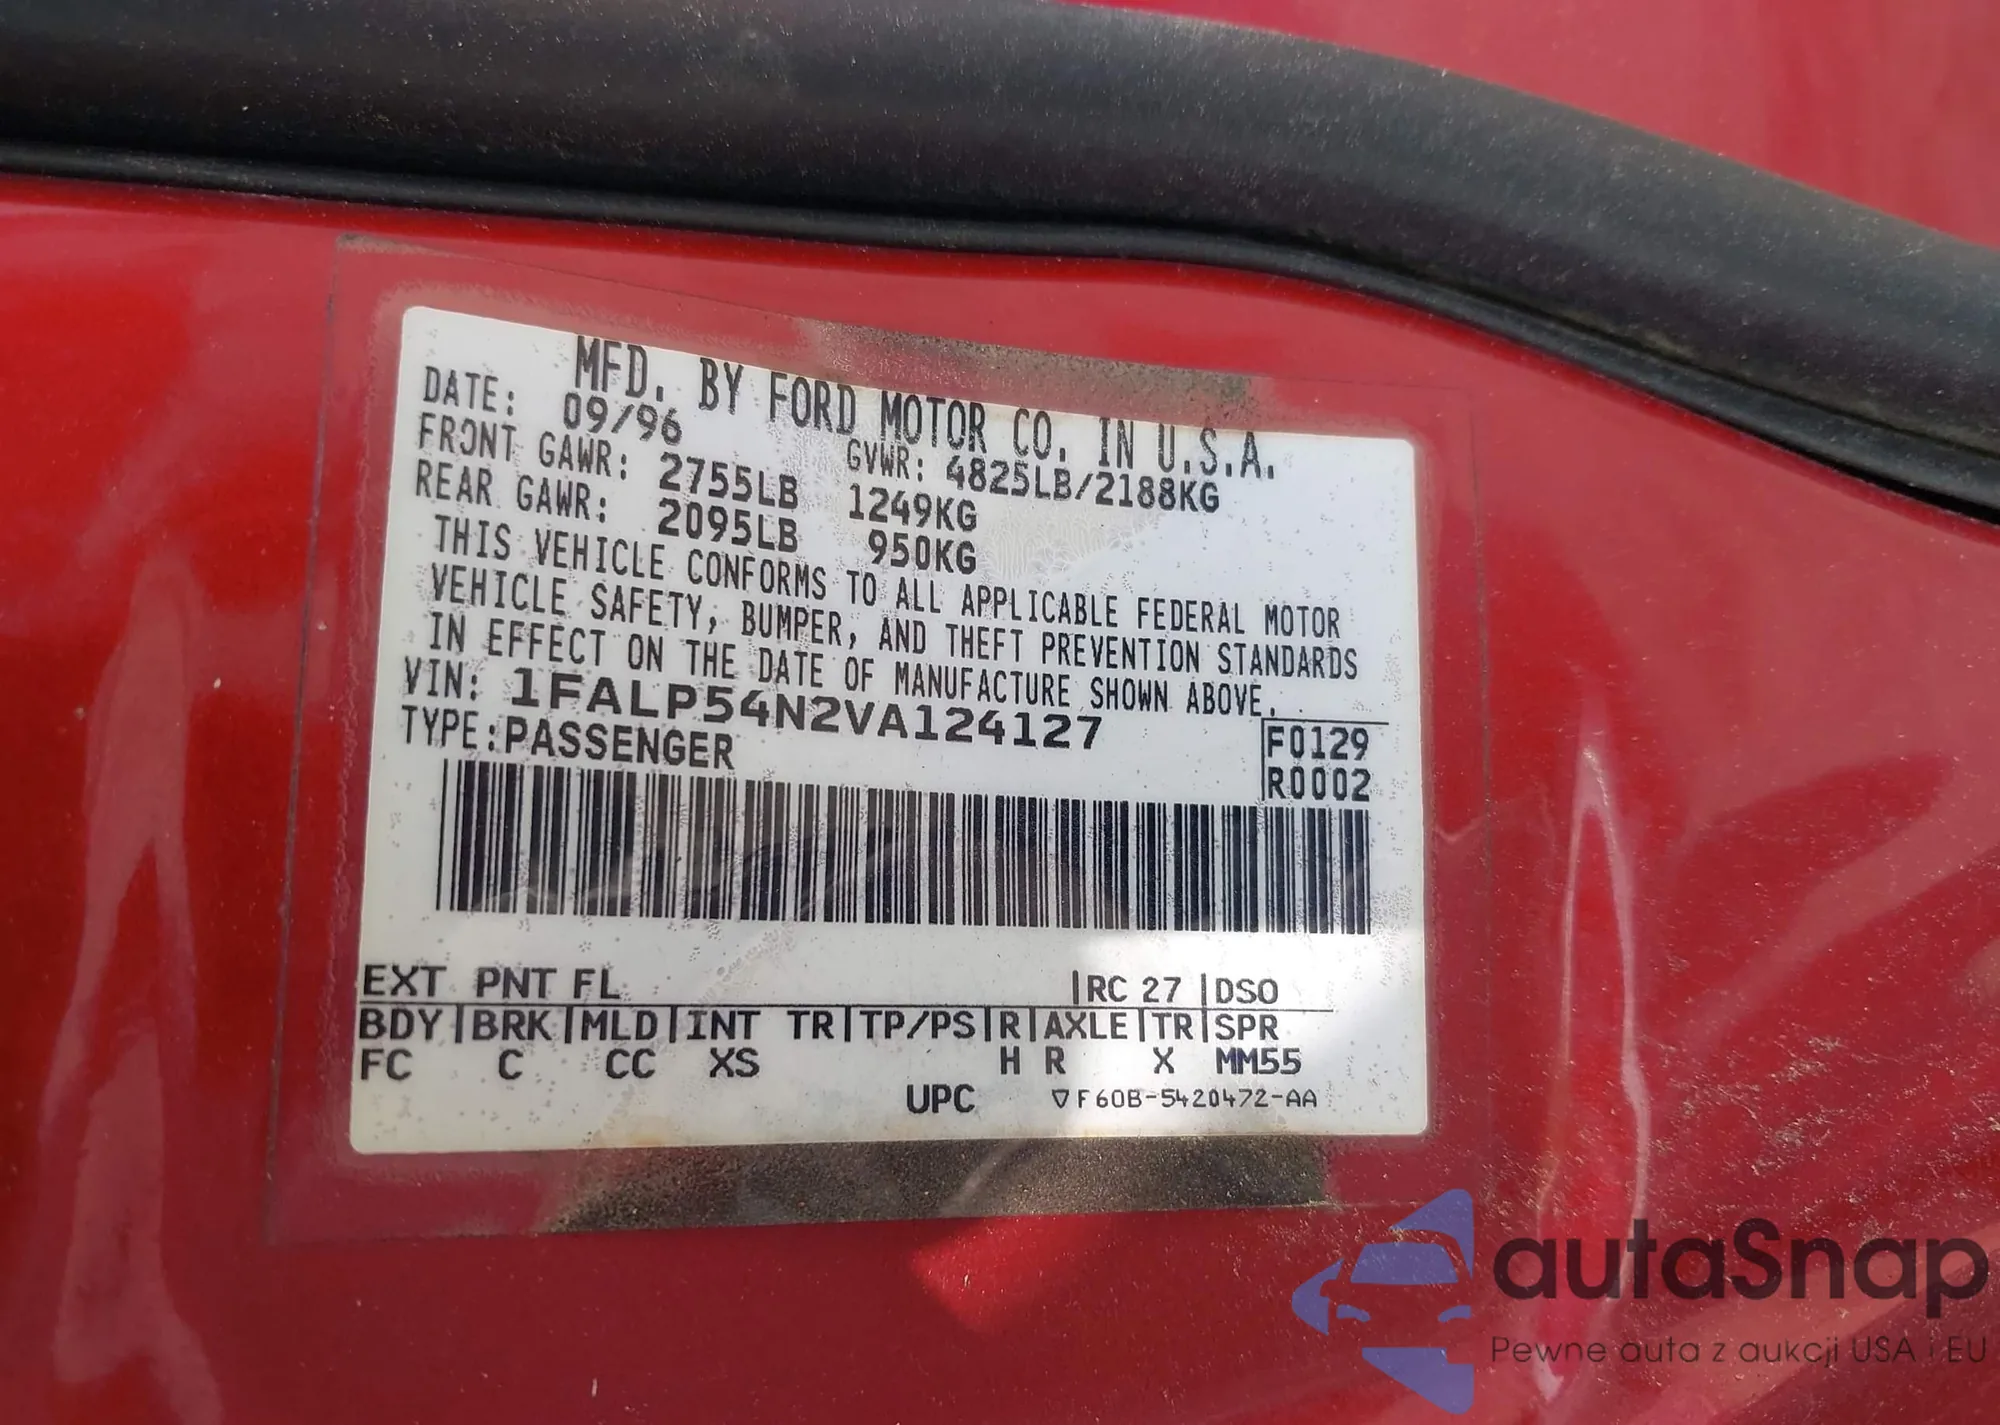 MFD. BY FORD MOTOR CO. IN U.S.A.
DATE: 09/96 GVWR: 4825LB/2188KG
FRONT GAWR: 2755LB 1249KG
REAR GAWR: 2095LB 950KG
THIS VEHICLE CONFORMS TO ALL APPLICABLE FEDERAL MOTOR
VEHICLE SAFETY, BUMPER, AND THEFT PREVENTION STANDARDS
IN EFFECT ON THE DATE OF MANUFACTURE SHOWN ABOVE.
VIN: 1FALP54N2VA124127
TYPE: PASSENGER
F0129
R0002
EXT PNT FL |RC 27 |DSO
BDY|BRK|MLD|INT TR|TP/PS|R|AXLE|TR|SPR
FC C CC XS H R X MM55
UPC ▽F60B-5420472-AA
autaSnap
Pewne auta z aukcji USA i EU